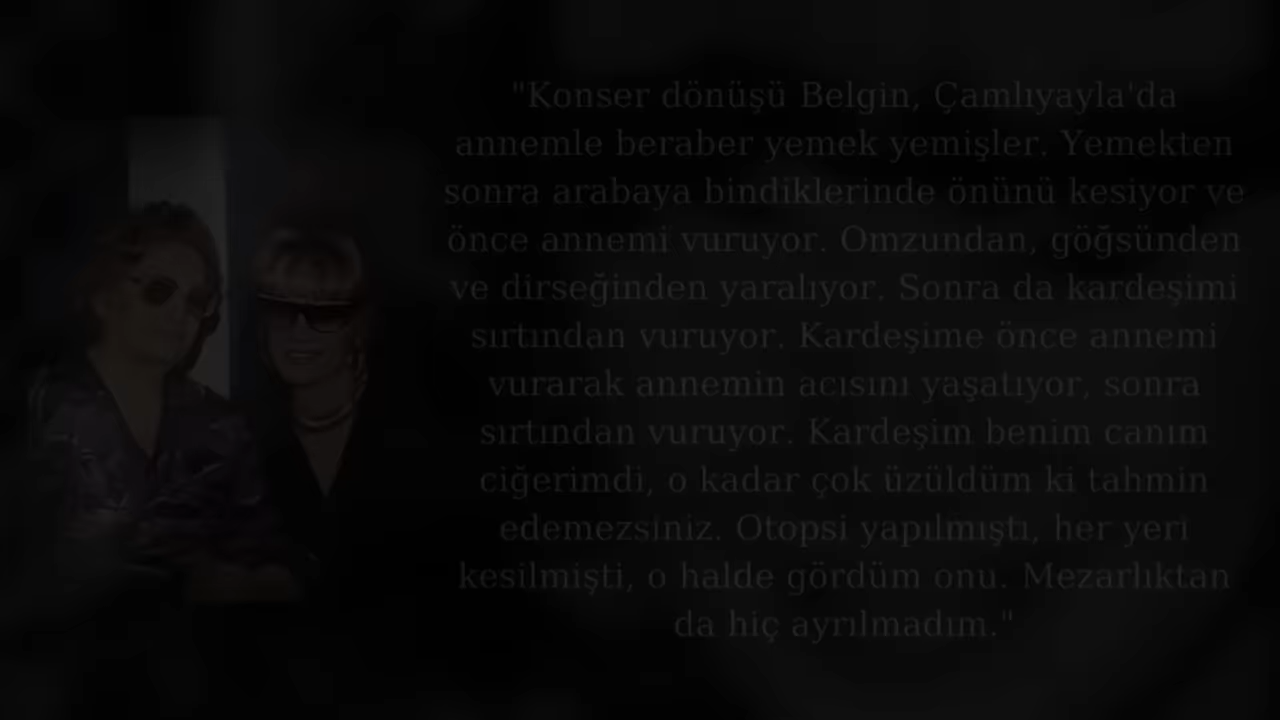 "Konser dönüşü Belgin, Çamlıyayla'da
annemle beraber yemek yemişler. Yemekten
sonra arabaya bindiklerinde önünü kesiyor ve
önce annemi vuruyor. Omzundan, göğsünden
ve dirseğinden yaralıyor. Sonra da kardeşimi
sırtından vuruyor. Kardeşime önce annemi
vurarak annemin acısını yaşatıyor, sonra
sırtından vuruyor. Kardeşim benim canım
ciğerimdi, o kadar çok üzüldüm ki tahmin
edemezsiniz. Otopsi yapılmıştı, her yeri
kesilmişti, o halde gördüm onu. Mezarlıktan
da hiç ayrılmadım."